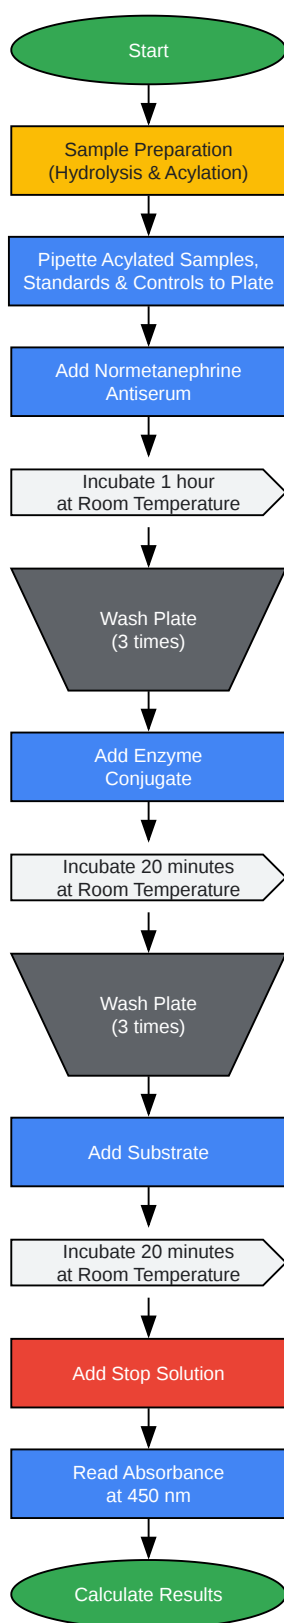 Start
Sample Preparation
(Hydrolysis & Acylation)
Pipette Acylated Samples,
Standards & Controls to Plate
Add Normetanephrine
Antiserum
Incubate 1 hour
at Room Temperature
Wash Plate
(3 times)
Add Enzyme
Conjugate
Incubate 20 minutes
at Room Temperature
Wash Plate
(3 times)
Add Substrate
Incubate 20 minutes
at Room Temperature
Add Stop Solution
Read Absorbance
at 450 nm
Calculate Results